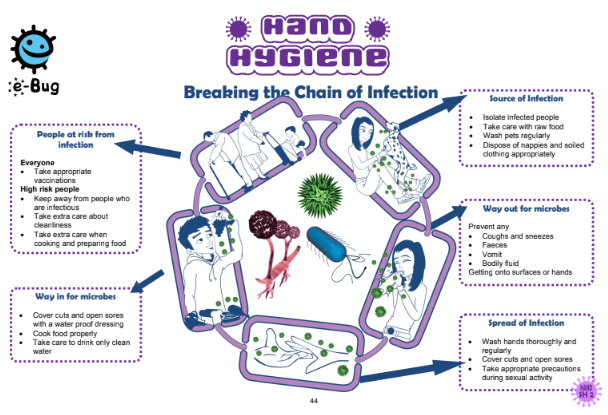 HAND
HYGIENE
e-Bug
Breaking the Chain of Infection
People at risk from
infection
Everyone
• Take appropriate
vaccinations
High risk people
• Keep away from people who
are infectious
• Take extra care about
cleanliness
• Take extra care when
cooking and preparing food
Way in for microbes
• Cover cuts and open sores
with a water proof dressing
• Cook food properly
• Take care to drink only clean
water
Source of Infection
• Isolate infected people
• Take care with raw food
• Wash pets regularly
• Dispose of nappies and soiled
clothing appropriately
Way out for microbes
Prevent any
• Coughs and sneezes
• Faeces
• Vomit
• Bodily fluid
Getting onto surfaces or hands
Spread of Infection
• Wash hands thoroughly and
regularly
• Cover cuts and open sores
• Take appropriate precautions
during sexual activity
HAND
SH 2
44